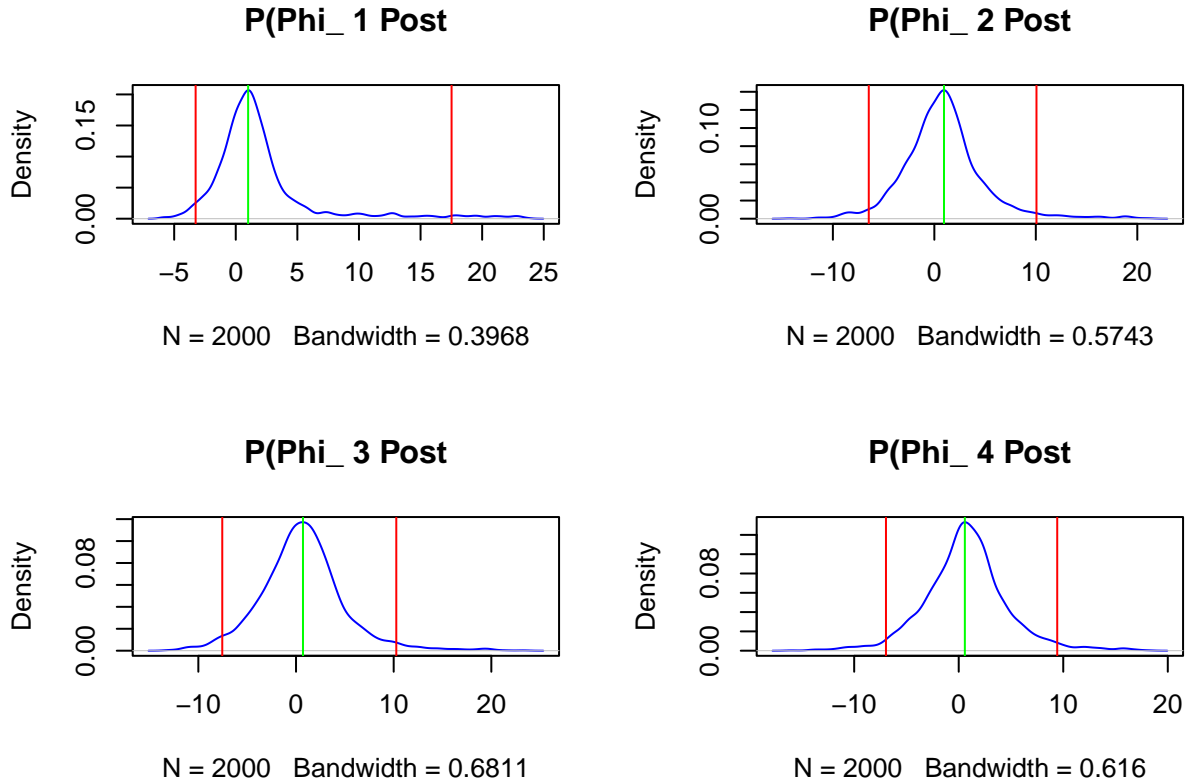 P(Phi_ 1 Post
Density
0.00
0.15
−5
0
5
10
15
20
25
N = 2000 Bandwidth = 0.3968
P(Phi_ 2 Post
Density
0.00
0.10
−10
0
10
20
N = 2000 Bandwidth = 0.5743
P(Phi_ 3 Post
Density
0.00
0.08
−10
0
10
20
N = 2000 Bandwidth = 0.6811
P(Phi_ 4 Post
Density
0.00
0.08
−10
0
10
20
N = 2000 Bandwidth = 0.616